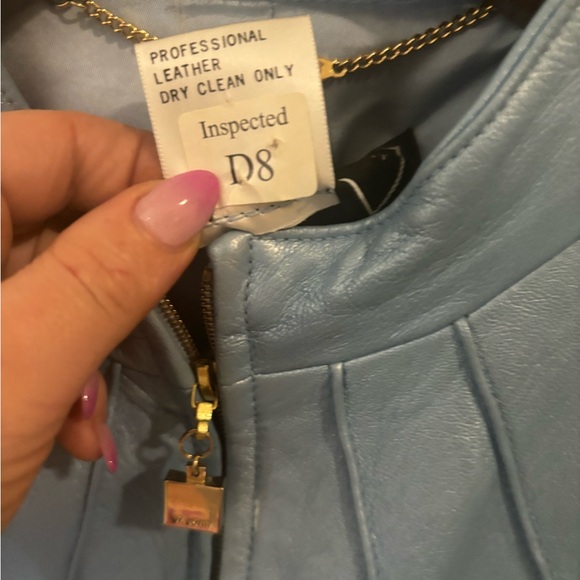 PROFESSIONAL
LEATHER
DRY CLEAN ONLY
Inspected
D8